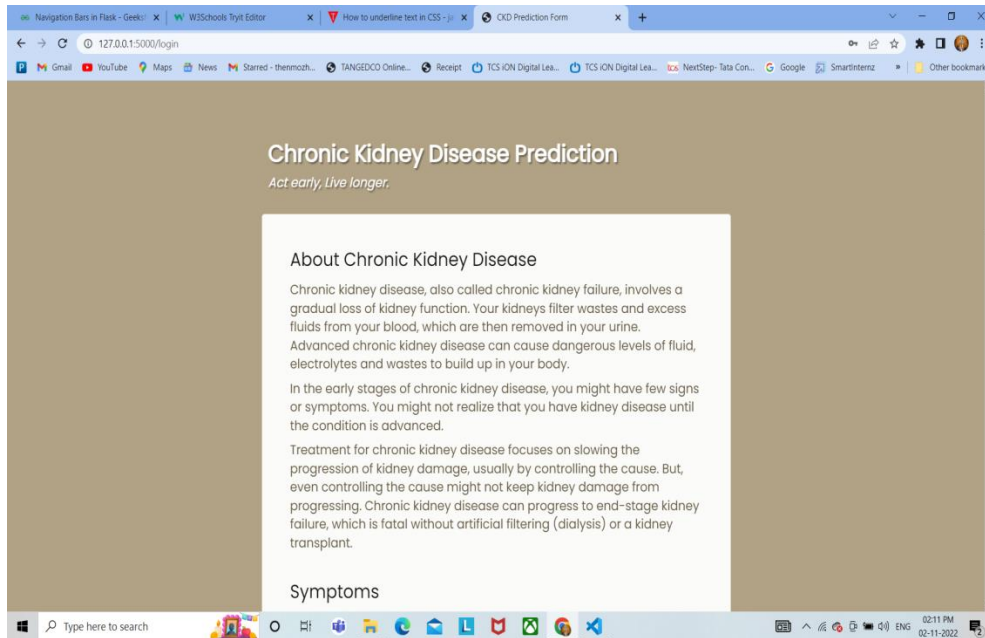 Navigation Bars in Flask - Geeks
W3Schools Tryit Editor
How to underline text in CSS - ja
CKD Prediction Form
127.0.0.1:5000/login
Gmail
YouTube
Maps
News
Starred - thenmozh...
TANGEDCO Online...
Receipt
TCS iON Digital Lea...
TCS iON Digital Lea...
NextStep- Tata Con...
Google
SmartInternz
»
Other bookmark
Chronic Kidney Disease Prediction
Act early, Live longer.
About Chronic Kidney Disease
Chronic kidney disease, also called chronic kidney failure, involves a
gradual loss of kidney function. Your kidneys filter wastes and excess
fluids from your blood, which are then removed in your urine.
Advanced chronic kidney disease can cause dangerous levels of fluid,
electrolytes and wastes to build up in your body.
In the early stages of chronic kidney disease, you might have few signs
or symptoms. You might not realize that you have kidney disease until
the condition is advanced.
Treatment for chronic kidney disease focuses on slowing the
progression of kidney damage, usually by controlling the cause. But,
even controlling the cause might not keep kidney damage from
progressing. Chronic kidney disease can progress to end-stage kidney
failure, which is fatal without artificial filtering (dialysis) or a kidney
transplant.
Symptoms
Type here to search
ENG
02:11 PM
02-11-2022
2